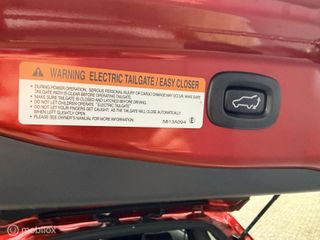 WARNING ELECTRIC TAILGATE / EASY CLOSER
• DURING POWER OPERATION, SERIOUS PERSONAL INJURY OR CARGO DAMAGE MAY OCCUR. MAKE SURE
TAILGATE PATH IS CLEAR BEFORE OPERATING TAILGATE.
• MAKE SURE TAILGATE IS CLOSED AND LATCHED BEFORE DRIVING.
• DO NOT LET CHILDREN OPERATE "ELECTRIC TAILGATE".
• DO NOT LET YOUR FINGERS GET CAUGHT, AS THE TAILGATE WILL CLOSE AUTOMATICALLY
WHEN LEFT SLIGHTLY OPEN.
• PLEASE SEE OWNER'S MANUAL FOR MORE INFORMATION.
MI13A094 E
mobielox